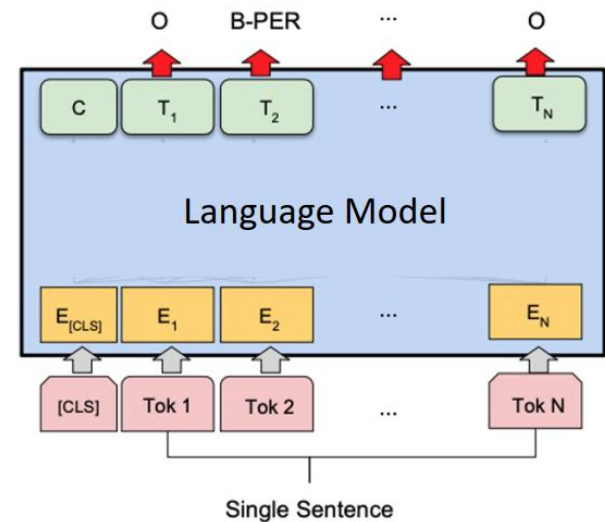 O B-PER ... O
C T1 T2 ... TN
Language Model
E[CLS] E1 E2 ... EN
[CLS] Tok 1 Tok 2 ... Tok N
Single Sentence